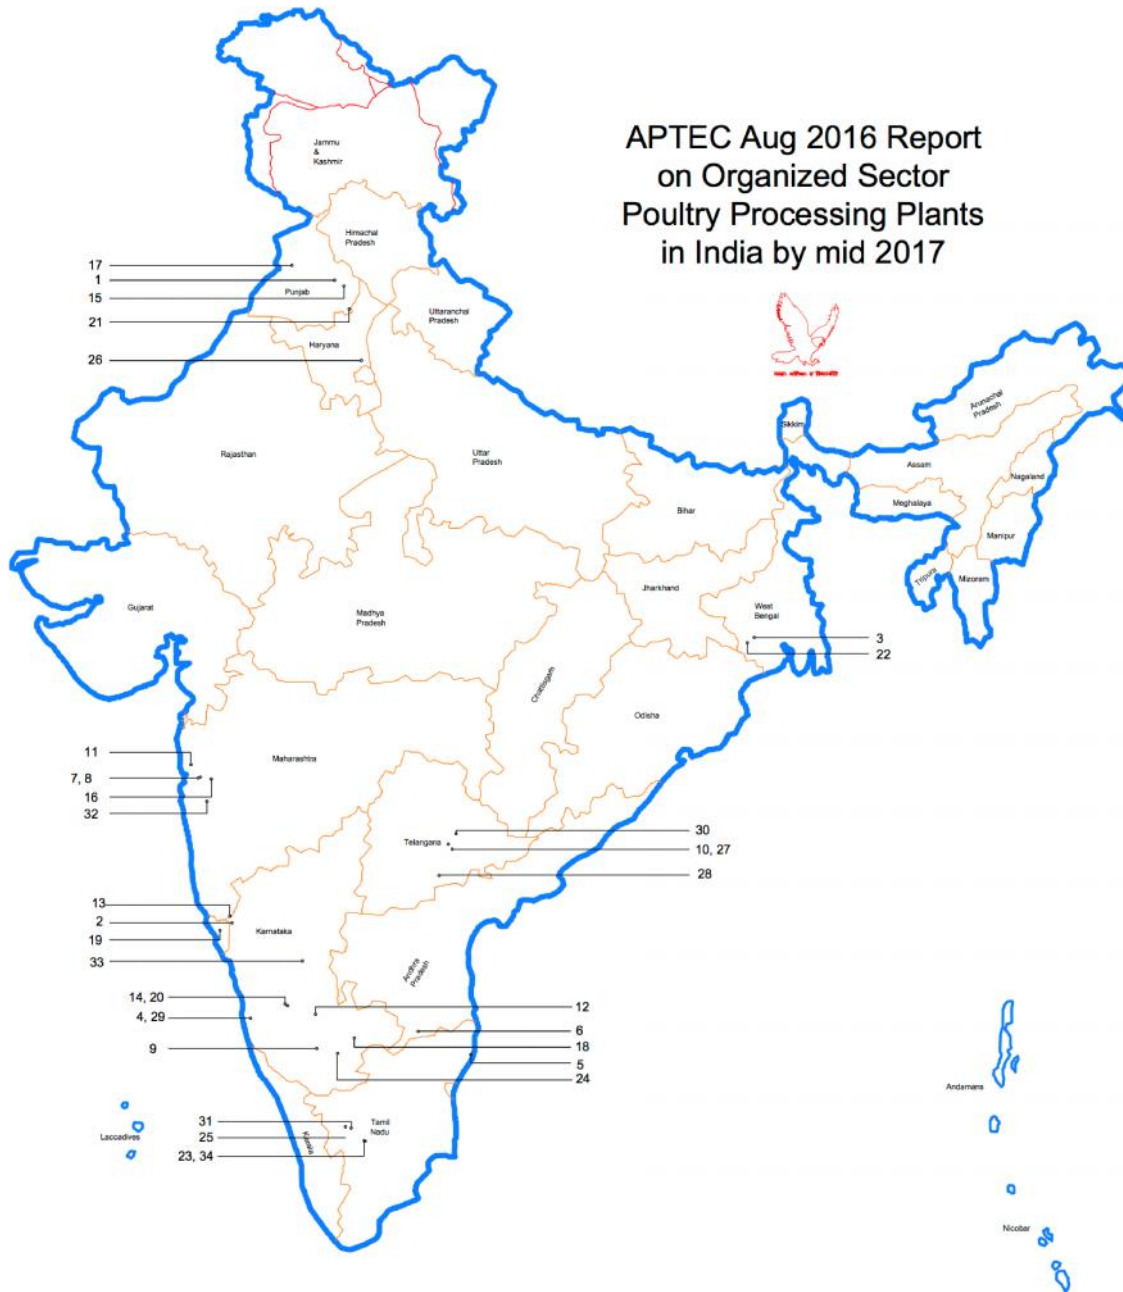 APTEC Aug 2016 Report
on Organized Sector
Poultry Processing Plants
in India by mid 2017
Jammu
&
Kashmir
Himachal
Pradesh
17
1
15
Punjab
21
Uttaranchal
Pradesh
Haryana
26
Rajasthan
Uttar
Pradesh
Sikkim
Arunachal
Pradesh
Assam
Nagaland
Meghalaya
Manipur
Tripura
Mizoram
Bihar
Jharkhand
West
Bengal
3
22
Gujarat
Madhya
Pradesh
Chattisgarh
Odisha
Maharashtra
11
7, 8
16
32
Telangana
30
10, 27
28
13
2
19
33
Karnataka
Andhra
Pradesh
14, 20
4, 29
9
12
6
18
5
24
31
25
23, 34
Tamil
Nadu
Kerala
Laccadives
Andamans
Nicobar